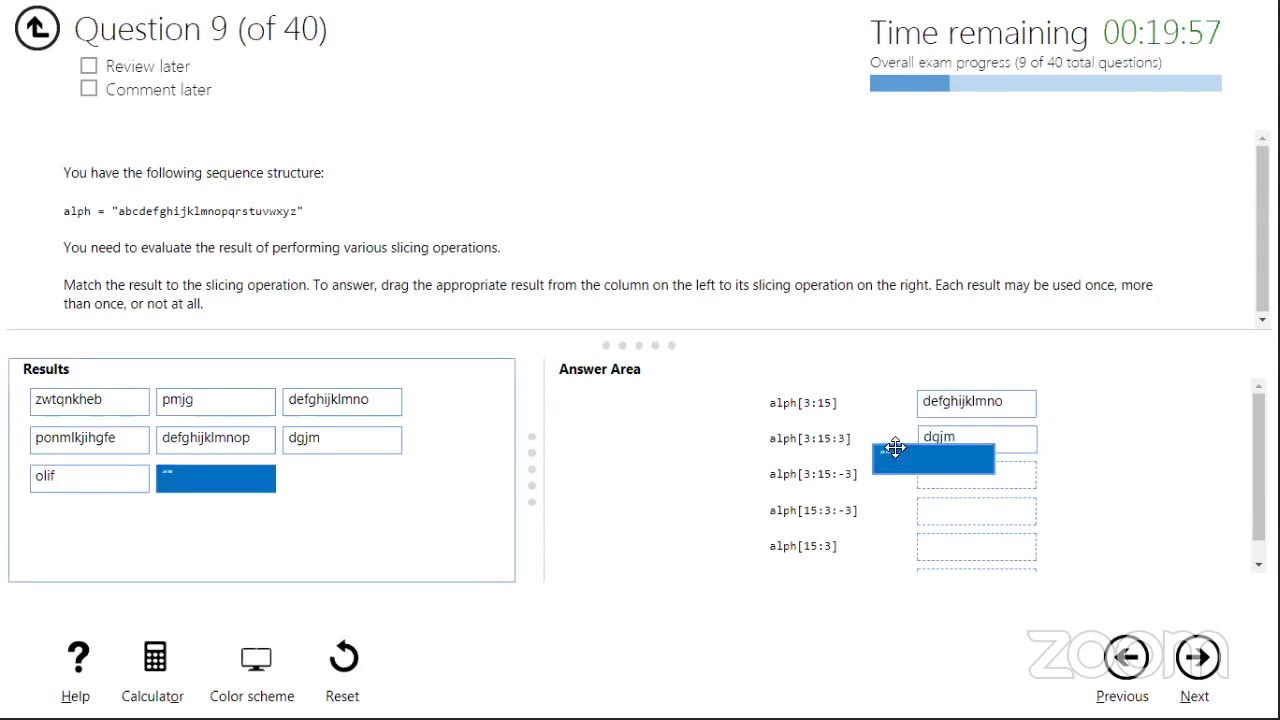 Question 9 (of 40)
Review later
Comment later
Time remaining 00:19:57
Overall exam progress (9 of 40 total questions)
You have the following sequence structure:
alph = "abcdefghijklmnopqrstuvwxyz"
You need to evaluate the result of performing various slicing operations.
Match the result to the slicing operation. To answer, drag the appropriate result from the column on the left to its slicing operation on the right. Each result may be used once, more
than once, or not at all.
Results
zwtqnkheb pmjg defghijklmno
ponmlkjihgfe defghijklmnop dgjm
olif ""
Answer Area
alph[3:15] defghijklmno
alph[3:15:3] dgjm
""
alph[3:15:-3]
alph[15:3:-3]
alph[15:3]
? Help
Calculator
Color scheme
Reset
zoom
Previous
Next